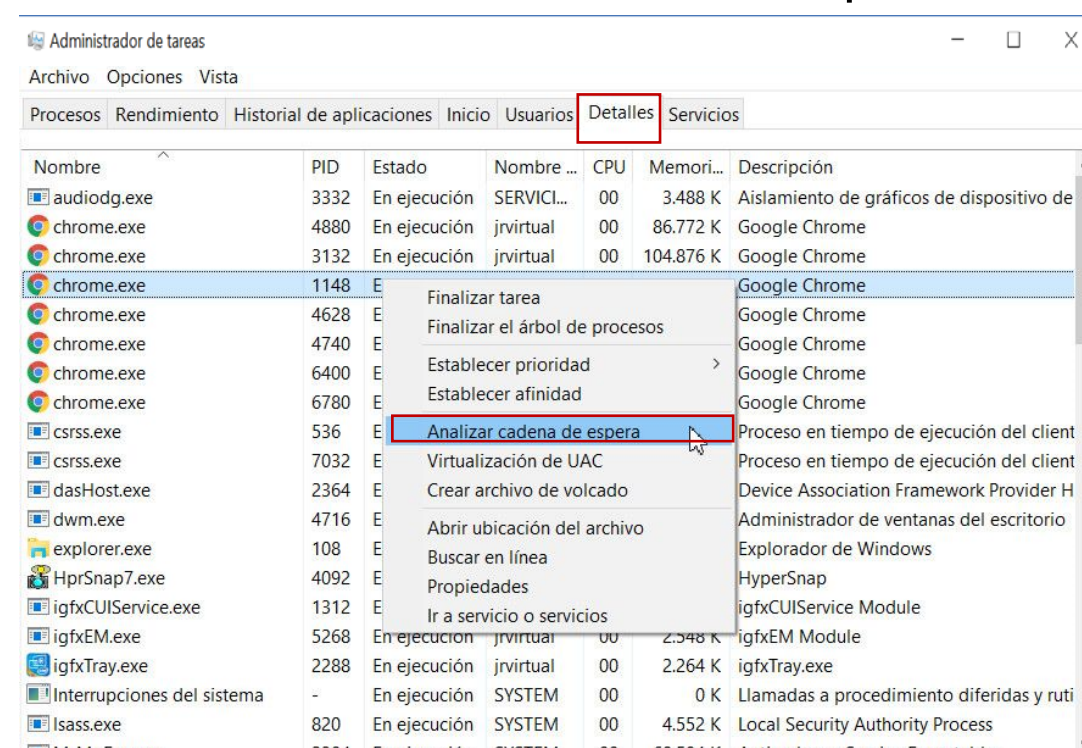 Administrador de tareas
Archivo Opciones Vista
Procesos Rendimiento Historial de aplicaciones Inicio Usuarios Detalles Servicios
Nombre PID Estado Nombre ... CPU Memori... Descripción
audiodg.exe 3332 En ejecución SERVICI... 00 3.488 K Aislamiento de gráficos de dispositivo de
chrome.exe 4880 En ejecución jrvirtual 00 86.772 K Google Chrome
chrome.exe 3132 En ejecución jrvirtual 00 104.876 K Google Chrome
chrome.exe 1148 E Google Chrome
Finalizar tarea
chrome.exe 4628 E Google Chrome
Finalizar el árbol de procesos
chrome.exe 4740 E Google Chrome
Establecer prioridad >
chrome.exe 6400 E Google Chrome
Establecer afinidad
chrome.exe 6780 E Google Chrome
Analizar cadena de espera
csrss.exe 536 E Proceso en tiempo de ejecución del client
Virtualización de UAC
csrss.exe 7032 E Proceso en tiempo de ejecución del client
Crear archivo de volcado
dasHost.exe 2364 E Device Association Framework Provider H
dwm.exe 4716 E Administrador de ventanas del escritorio
Abrir ubicación del archivo
explorer.exe 108 E Explorador de Windows
Buscar en línea
HprSnap7.exe 4092 E HyperSnap
Propiedades
igfxCUIService.exe 1312 E igfxCUIService Module
Ir a servicio o servicios
igfxEM.exe 5268 En ejecución jrvirtual 00 2.548 K igfxEM Module
igfxTray.exe 2288 En ejecución jrvirtual 00 2.264 K igfxTray.exe
Interrupciones del sistema - En ejecución SYSTEM 00 0 K Llamadas a procedimiento diferidas y ruti
lsass.exe 820 En ejecución SYSTEM 00 4.552 K Local Security Authority Process